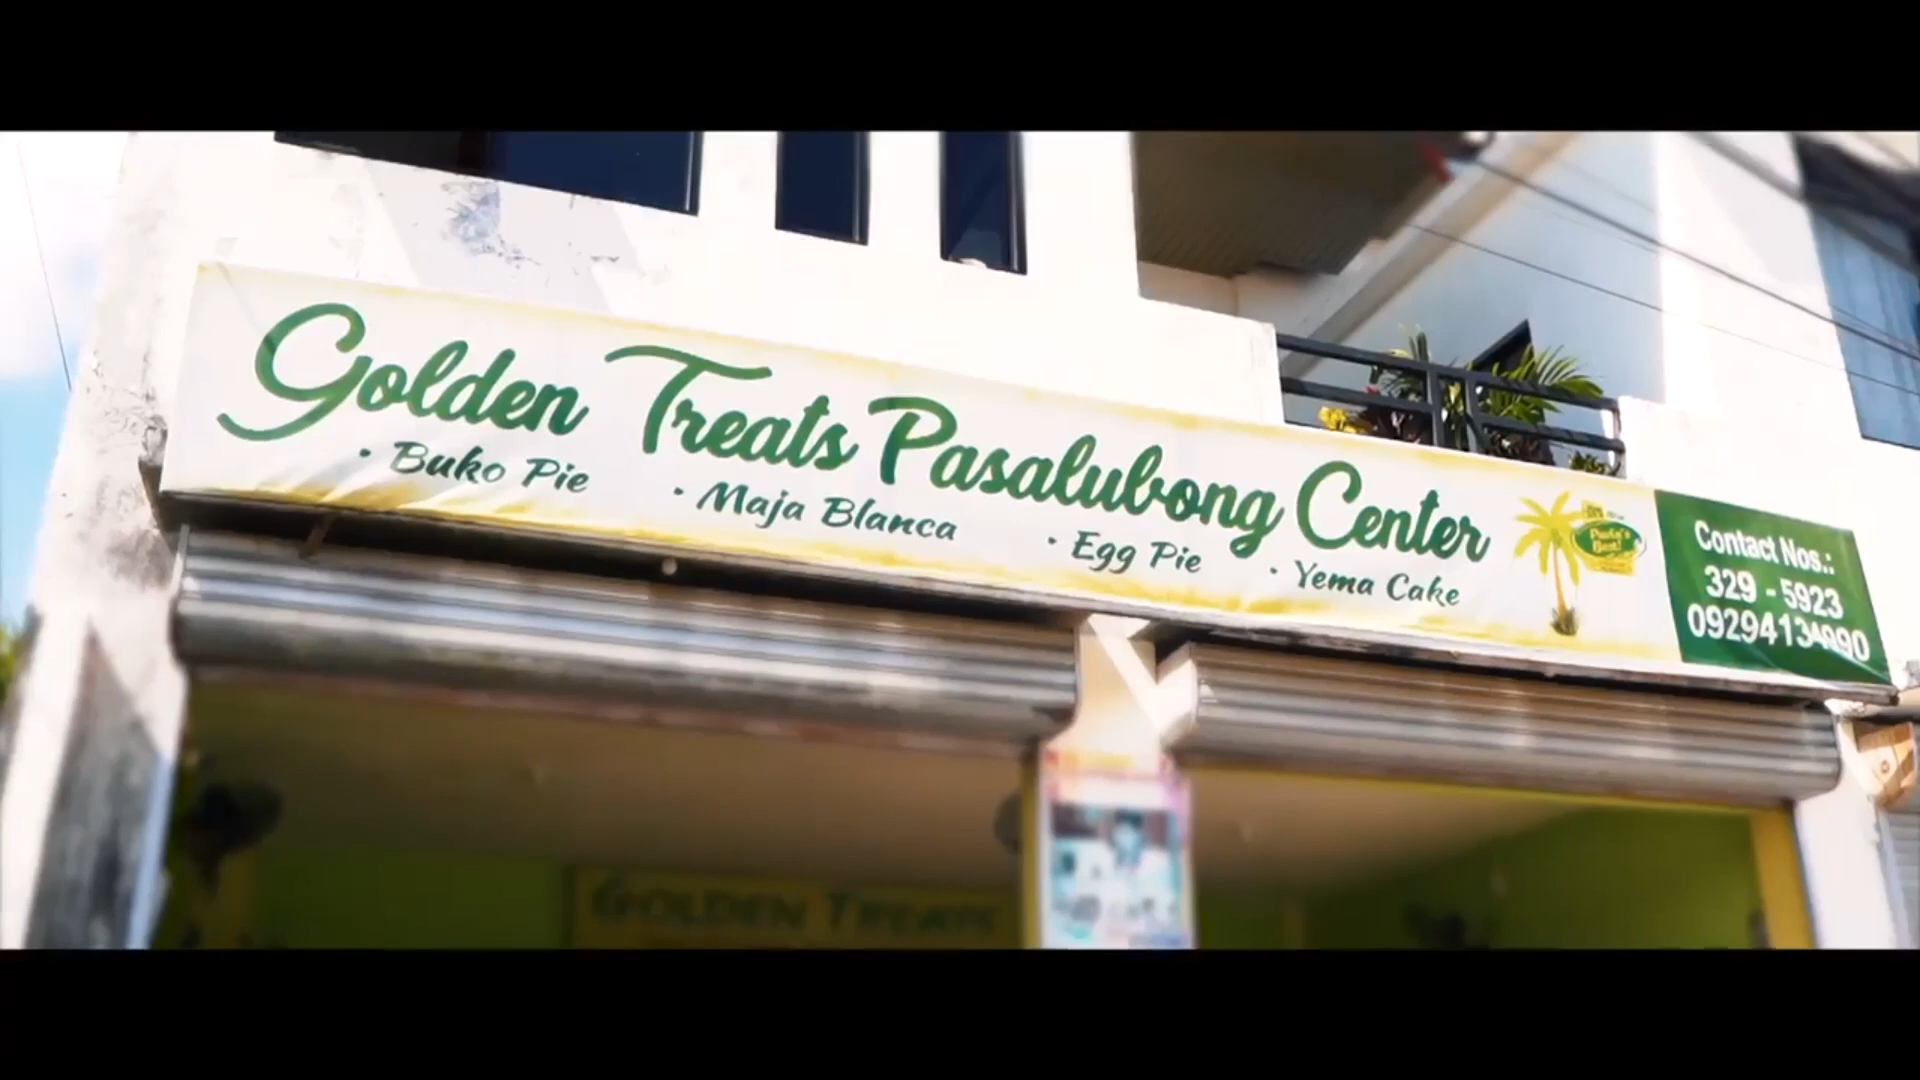 Golden Treats Pasalubong Center
• Buko Pie • Maja Blanca • Egg Pie • Yema Cake
Contact Nos.:
329 - 5923
GOLDEN TREATS